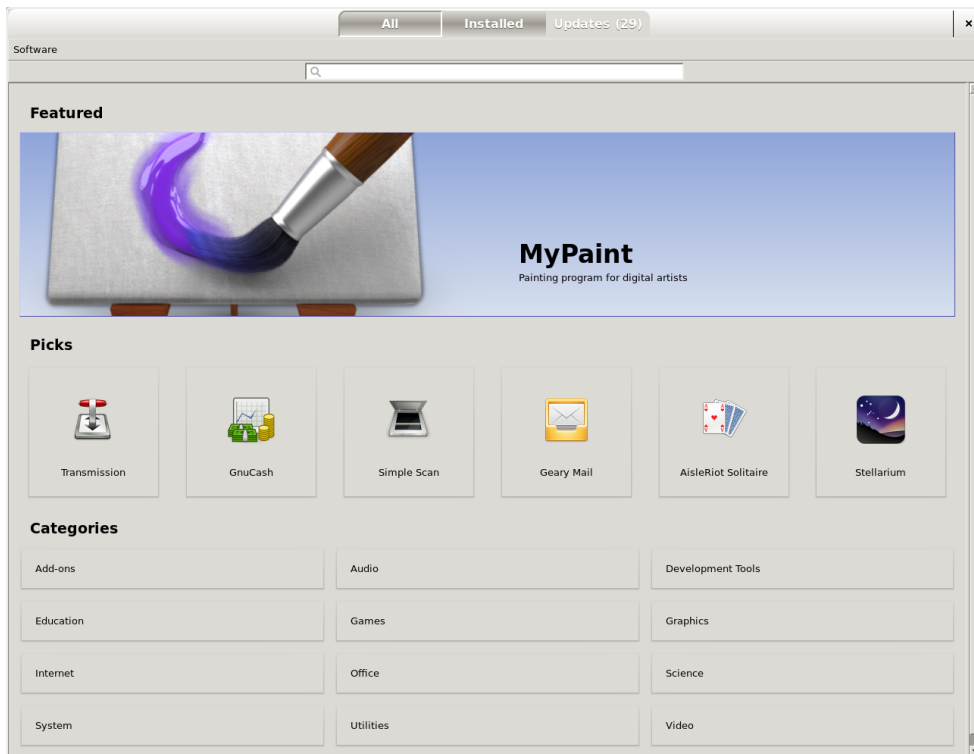 All Installed Updates (29)
Software
Featured
MyPaint
Painting program for digital artists
Picks
Transmission GnuCash Simple Scan Geary Mail AisleRiot Solitaire Stellarium
Categories
Add-ons Audio Development Tools
Education Games Graphics
Internet Office Science
System Utilities Video